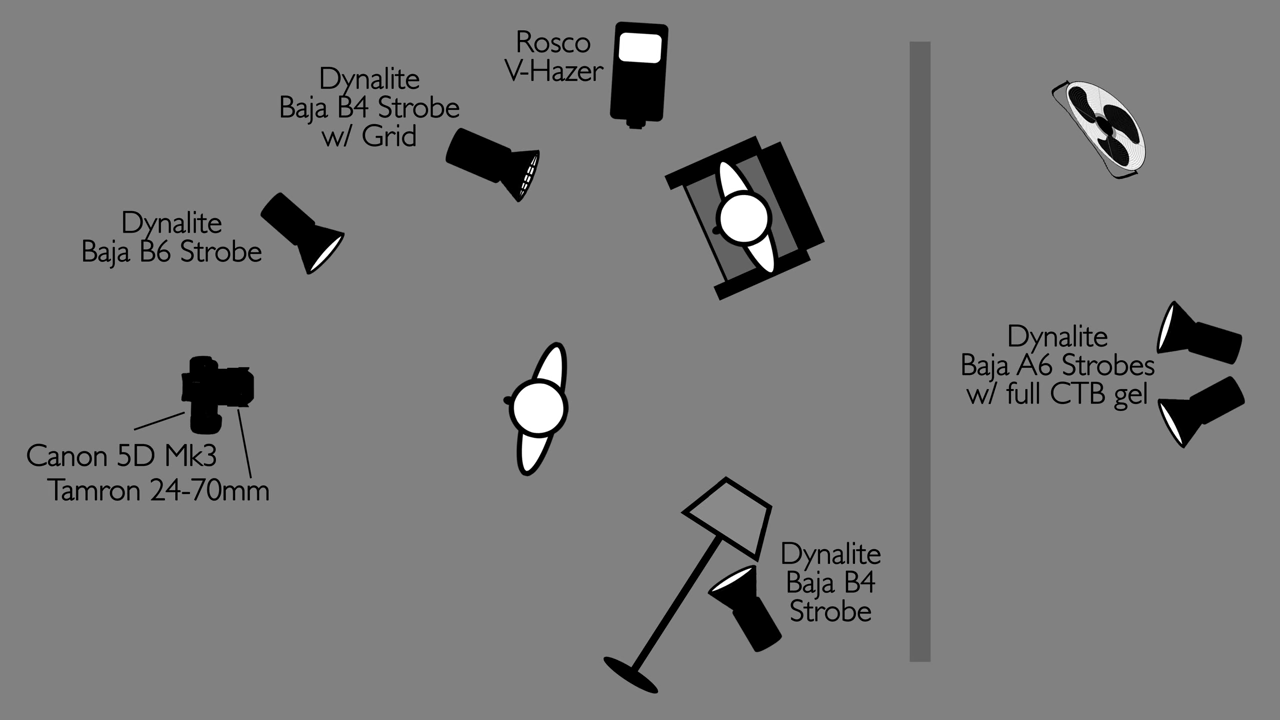 Rosco
V-Hazer
Dynalite
Baja B4 Strobe
w/ Grid
Dynalite
Baja B6 Strobe
Canon 5D Mk3
Tamron 24-70mm
Dynalite
Baja A6 Strobes
w/ full CTB gel
Dynalite
Baja B4
Strobe